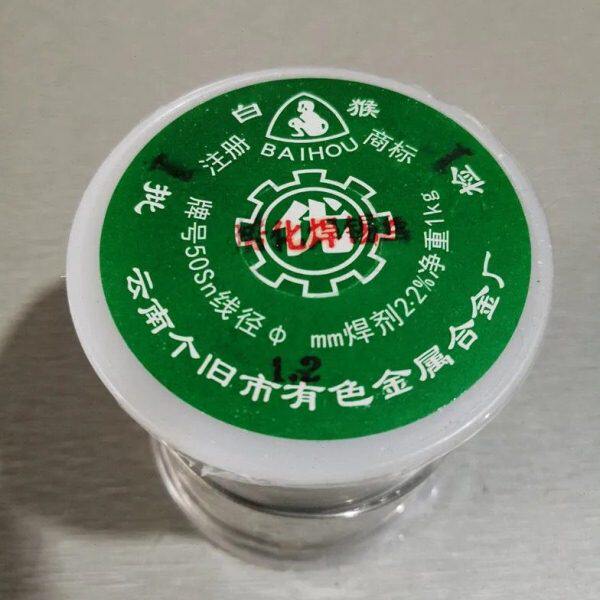 白猴
BAIHOU
注册 商标
批 1
检 1
优
牌号50Sn线径φ 1.2 mm焊剂2.2%净重1kg
云南个旧市有色金属合金厂